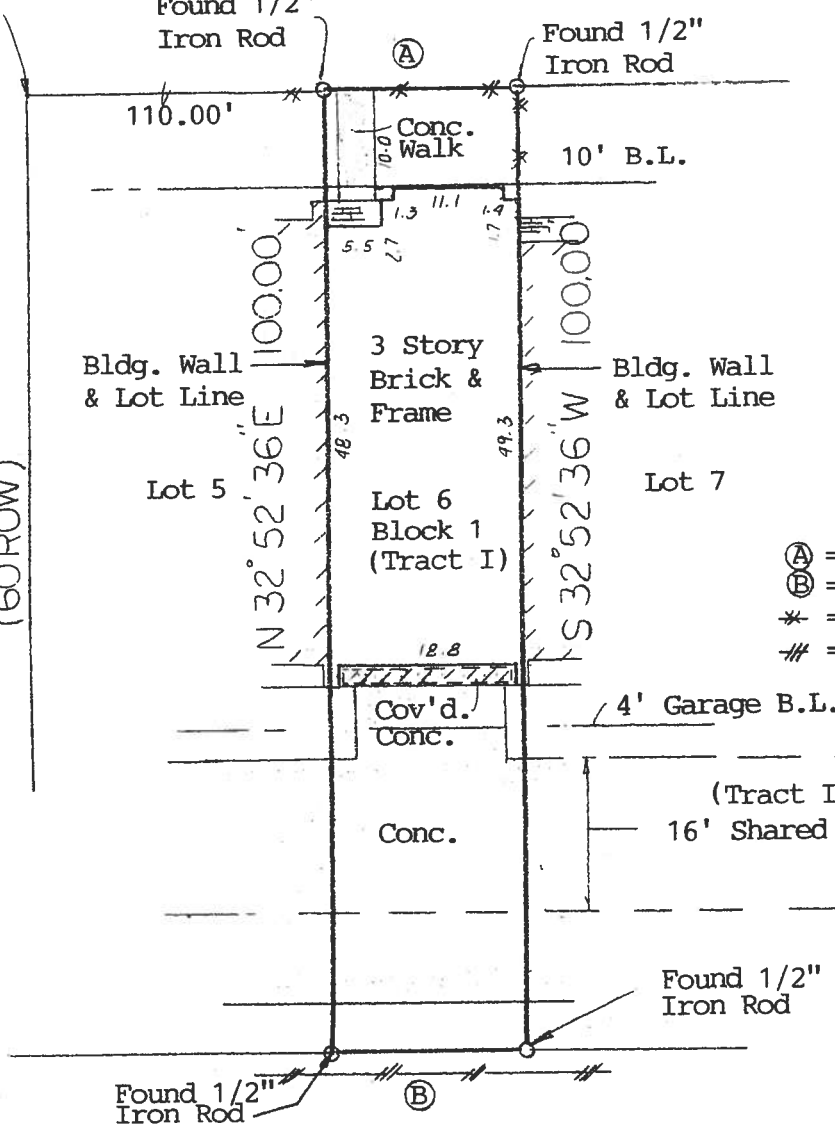 Found 1/2"
Iron Rod
Found 1/2"
Iron Rod
A
110.00'
Conc.
Walk
10.0
10' B.L.
11.1
1.3
1.4
1.7
5.5
2.7
N 32° 52' 36" E 100.00'
S 32° 52' 36" W 100.00
Bldg. Wall
& Lot Line
3 Story
Brick &
Frame
Bldg. Wall
& Lot Line
48.3
49.3
Lot 5
Lot 6
Block 1
(Tract I)
Lot 7
(60 ROW)
A =
B =
=
=
18.8
Cov'd.
Conc.
4' Garage B.L.
(Tract I
16' Shared
Conc.
Found 1/2"
Iron Rod
Found 1/2"
Iron Rod
B